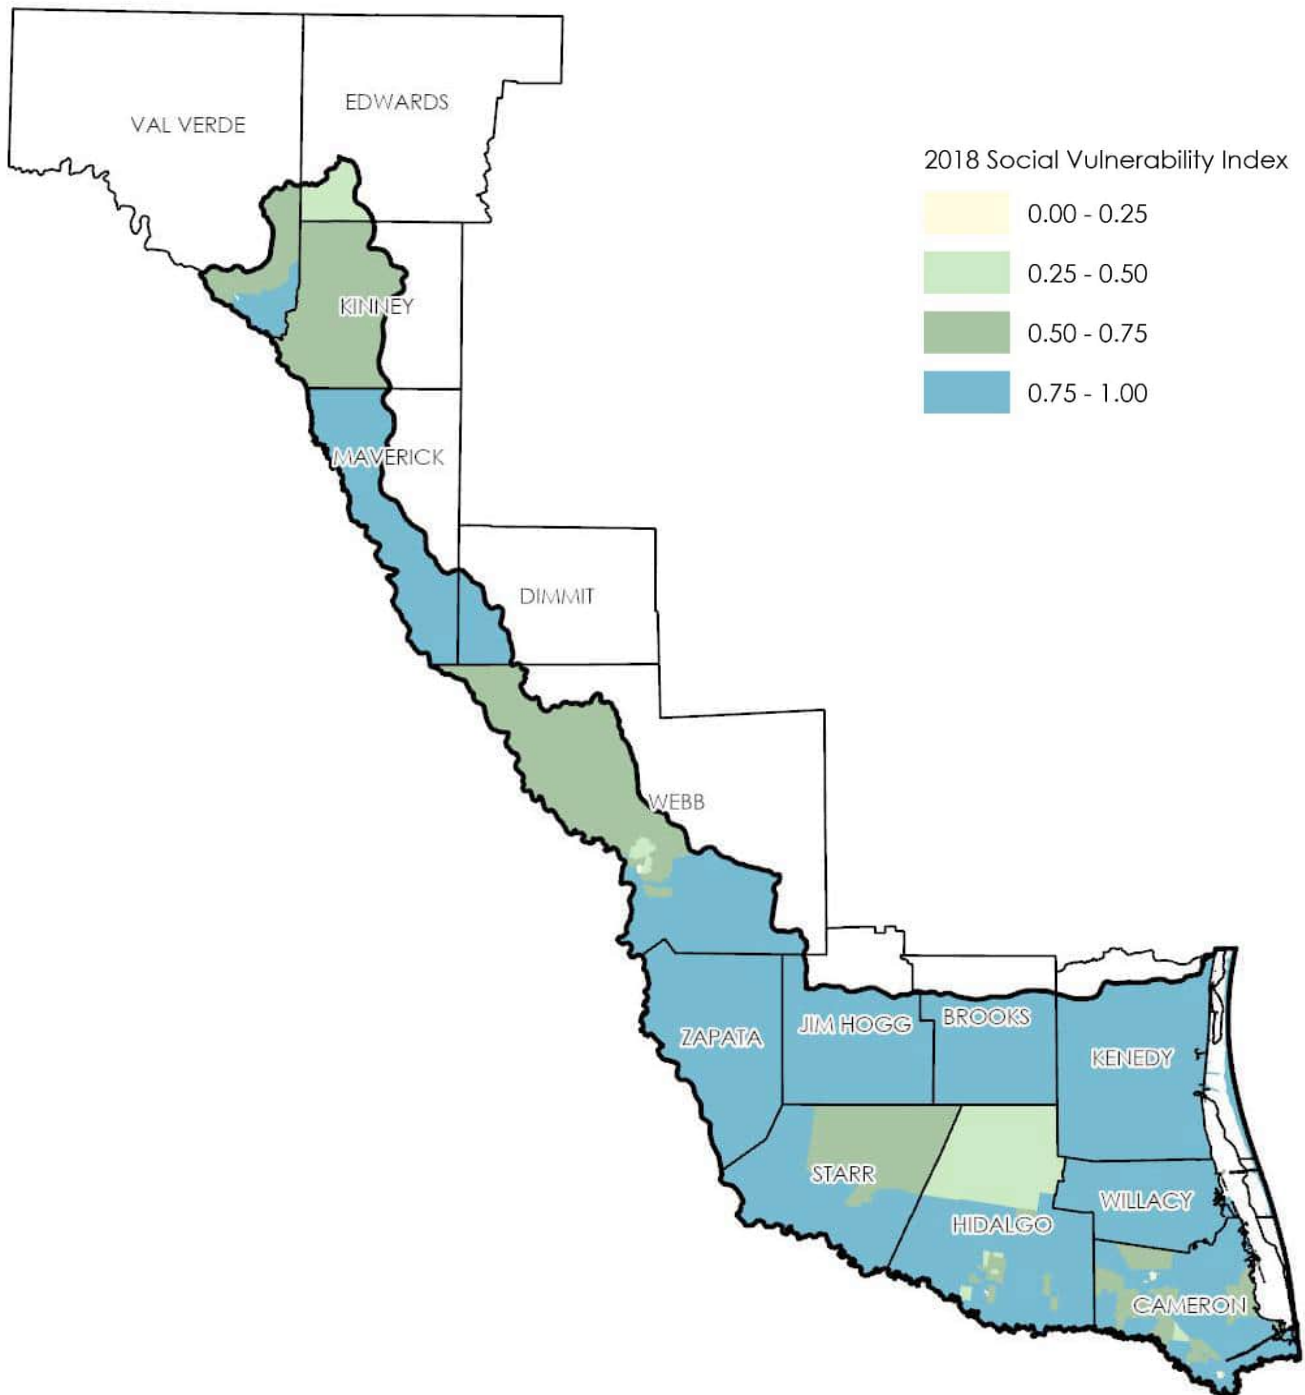 EDWARDS
VAL VERDE
2018 Social Vulnerability Index
0.00 - 0.25
0.25 - 0.50
0.50 - 0.75
0.75 - 1.00
KINNEY
MAVERICK
DIMMIT
WEBB
ZAPATA
JIM HOGG
BROOKS
KENEDY
STARR
HIDALGO
WILLACY
CAMERON